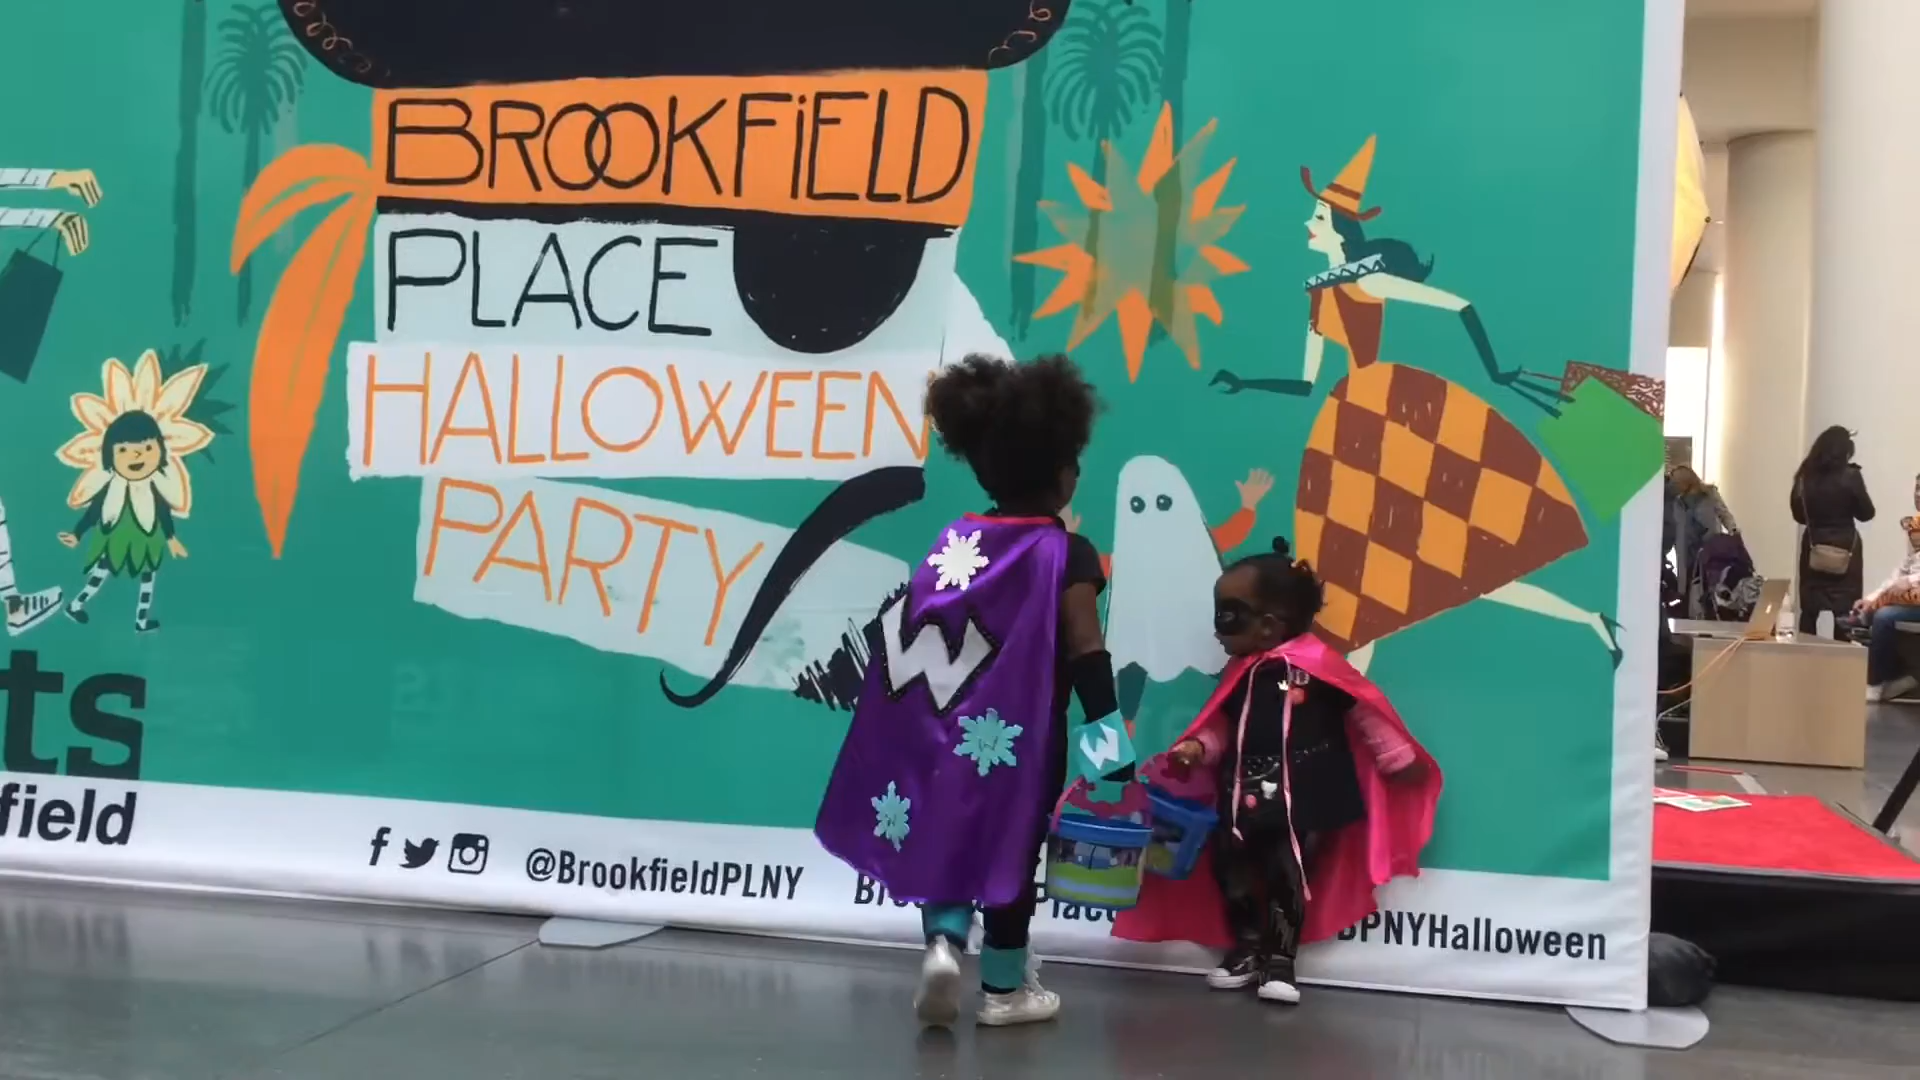 BROOKFiELD
PLACE
HALLOWEEN
PARTY
W
W
W
W
ts
field
@BrookfieldPLNY
BPNYHalloween